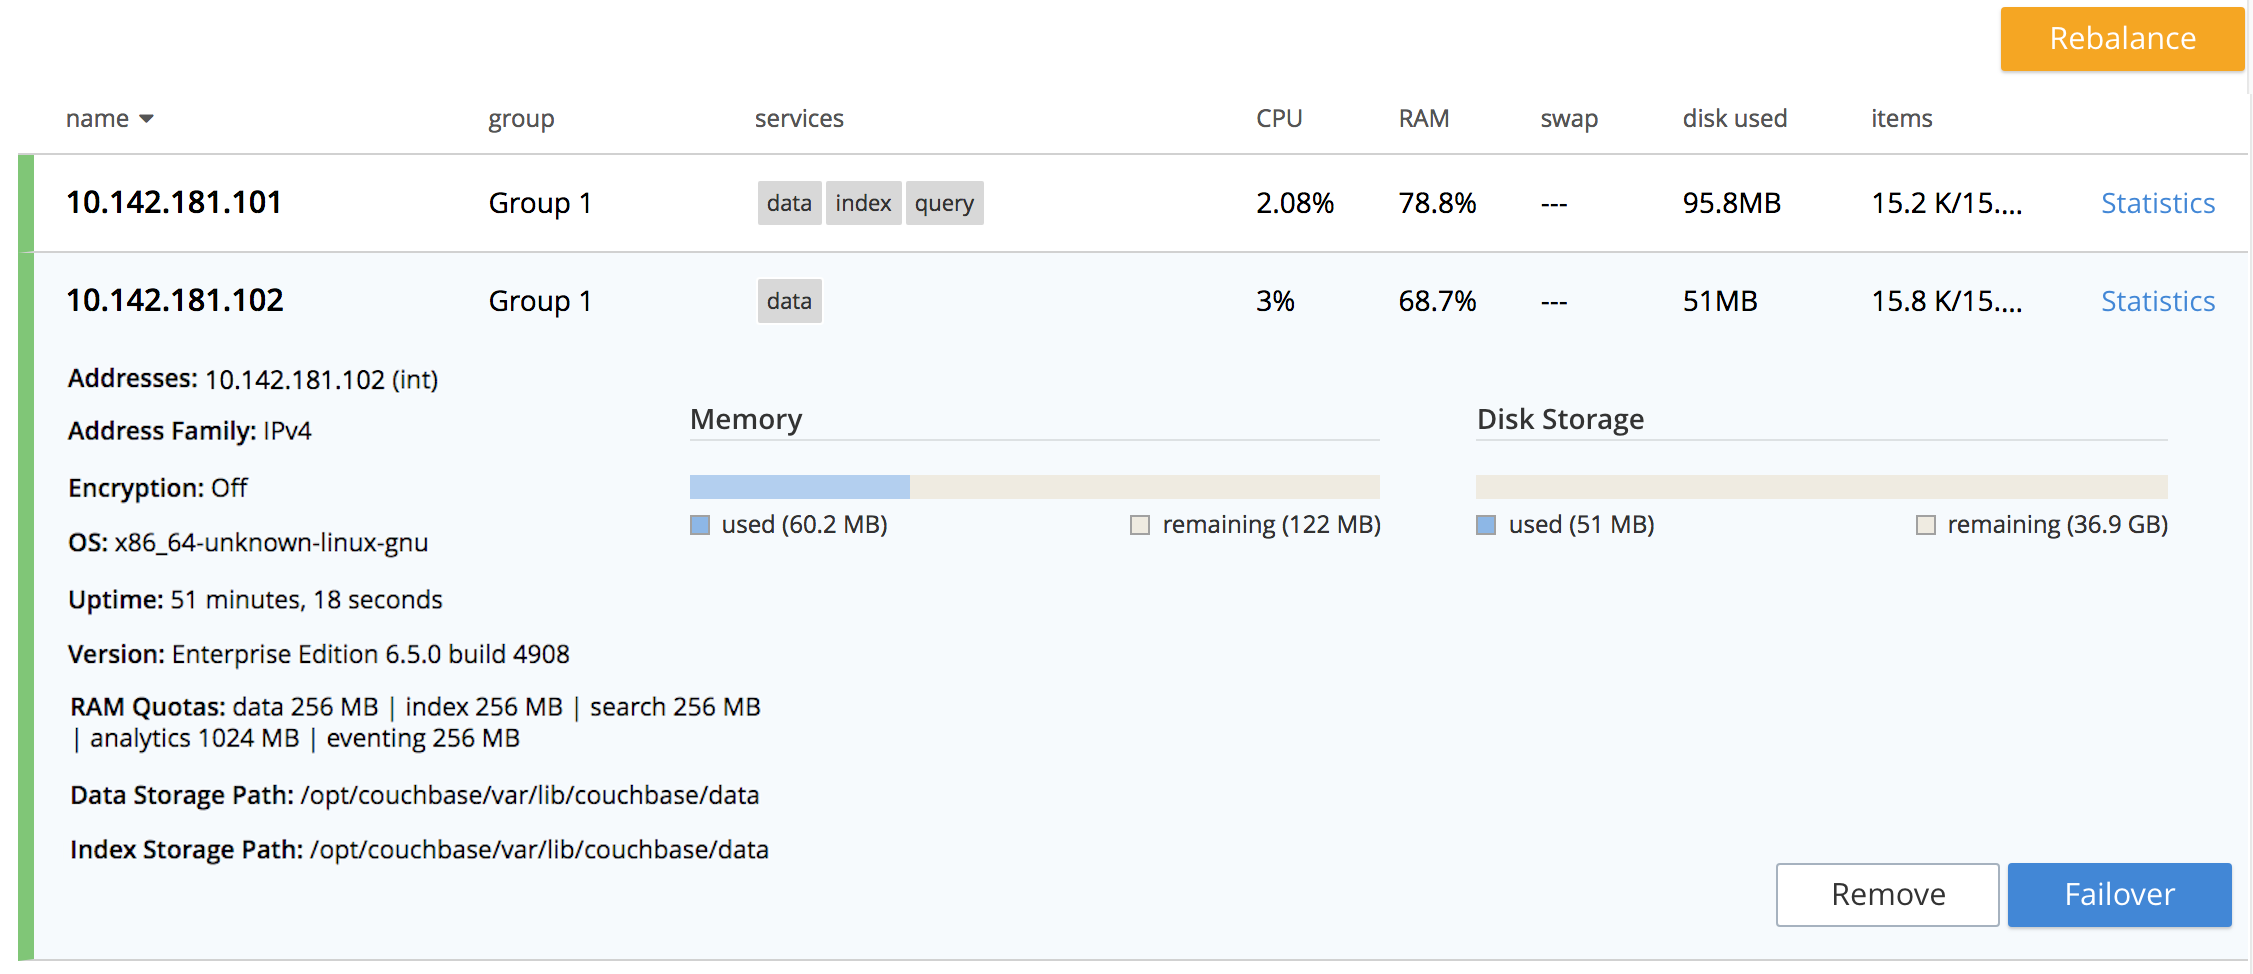 Rebalance
name group services CPU RAM swap disk used items
10.142.181.101 Group 1 data index query 2.08% 78.8% --- 95.8MB 15.2 K/15.... Statistics
10.142.181.102 Group 1 data 3% 68.7% --- 51MB 15.8 K/15.... Statistics
Addresses: 10.142.181.102 (int)
Address Family: IPv4
Encryption: Off
OS: x86_64-unknown-linux-gnu
Uptime: 51 minutes, 18 seconds
Version: Enterprise Edition 6.5.0 build 4908
RAM Quotas: data 256 MB | index 256 MB | search 256 MB
| analytics 1024 MB | eventing 256 MB
Data Storage Path: /opt/couchbase/var/lib/couchbase/data
Index Storage Path: /opt/couchbase/var/lib/couchbase/data
Memory
used (60.2 MB) remaining (122 MB)
Disk Storage
used (51 MB) remaining (36.9 GB)
Remove Failover